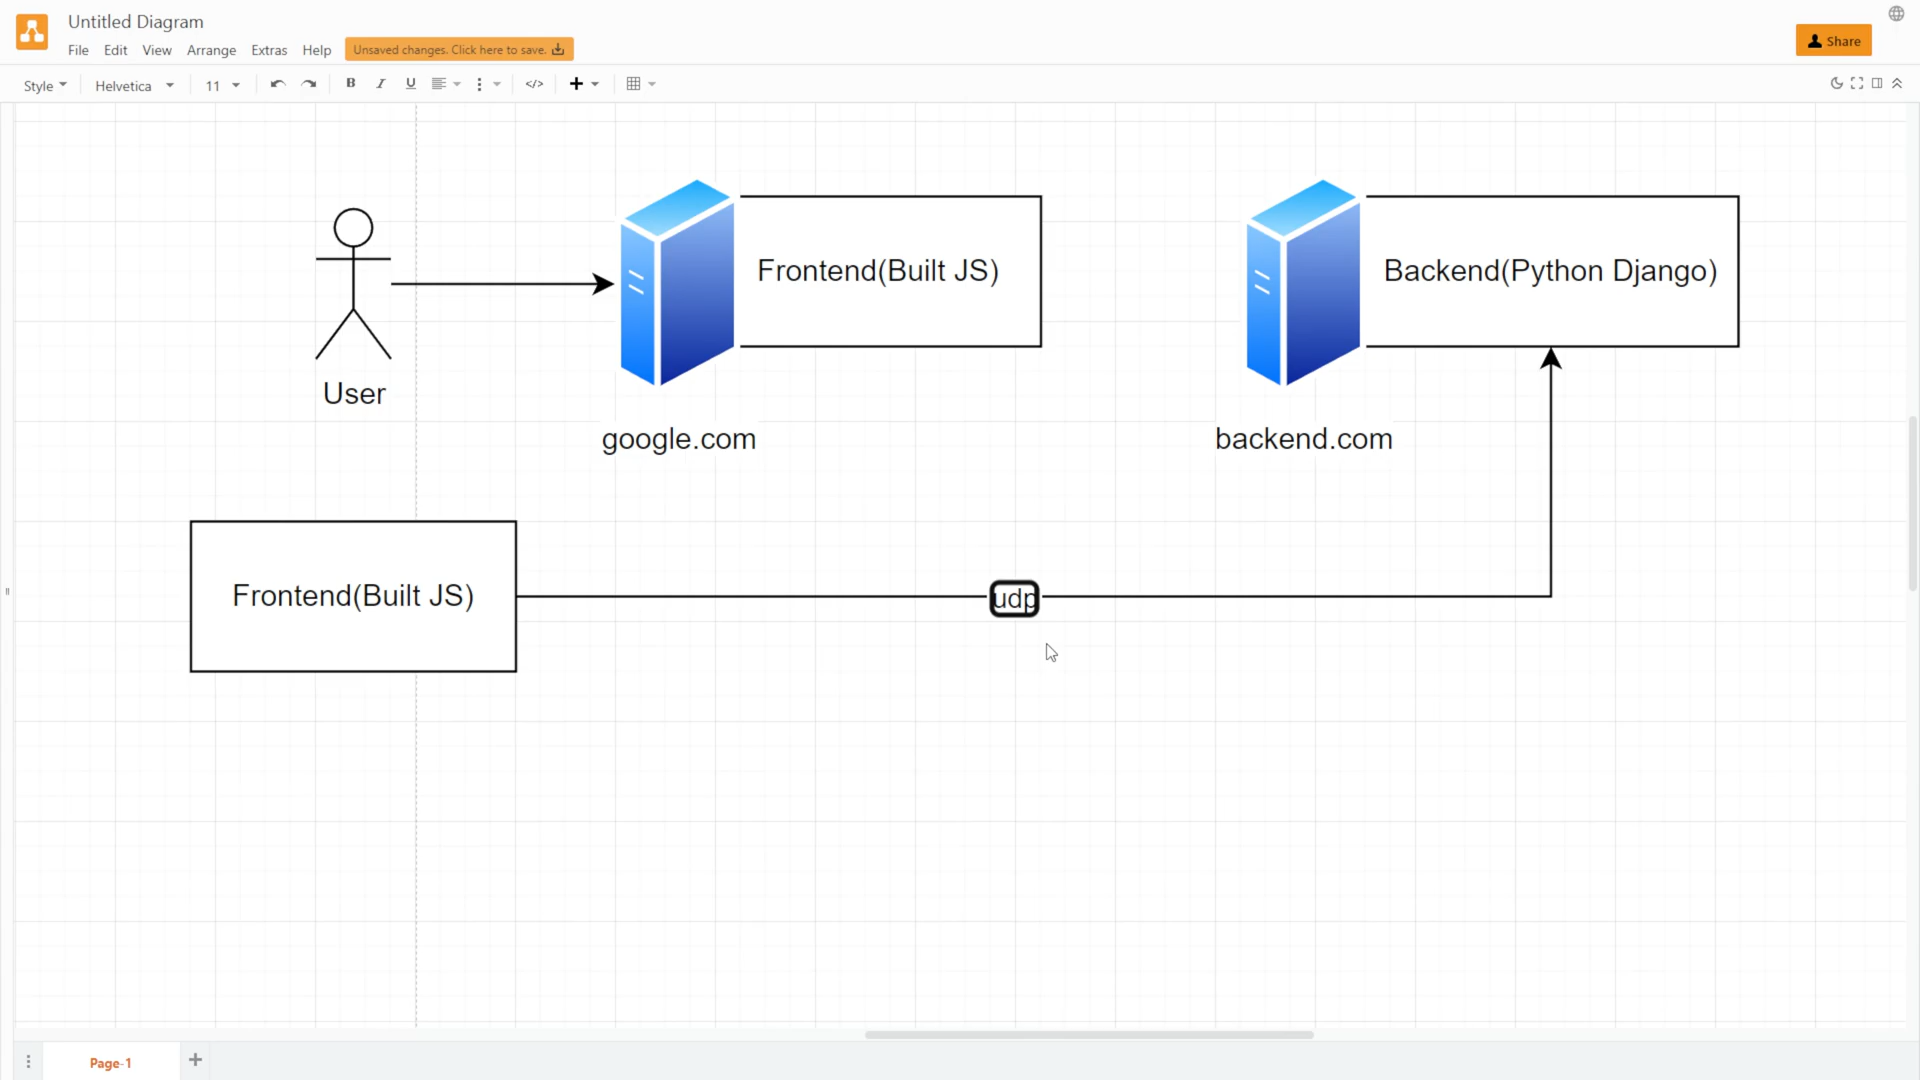 Untitled Diagram
File Edit View Arrange Extras Help Unsaved changes. Click here to save.
Share
Style Helvetica 11 B I U </>
Frontend(Built JS)
Backend(Python Django)
User
google.com
backend.com
Frontend(Built JS)
udp
Page-1